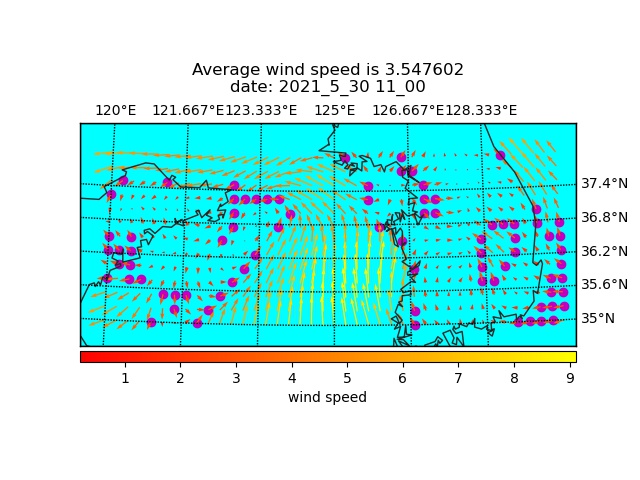 Average wind speed is 3.547602
date: 2021_5_30 11_00
120°E 121.667°E 123.333°E 125°E 126.667°E 128.333°E
37.4°N
36.8°N
36.2°N
35.6°N
35°N
1 2 3 4 5 6 7 8 9
wind speed